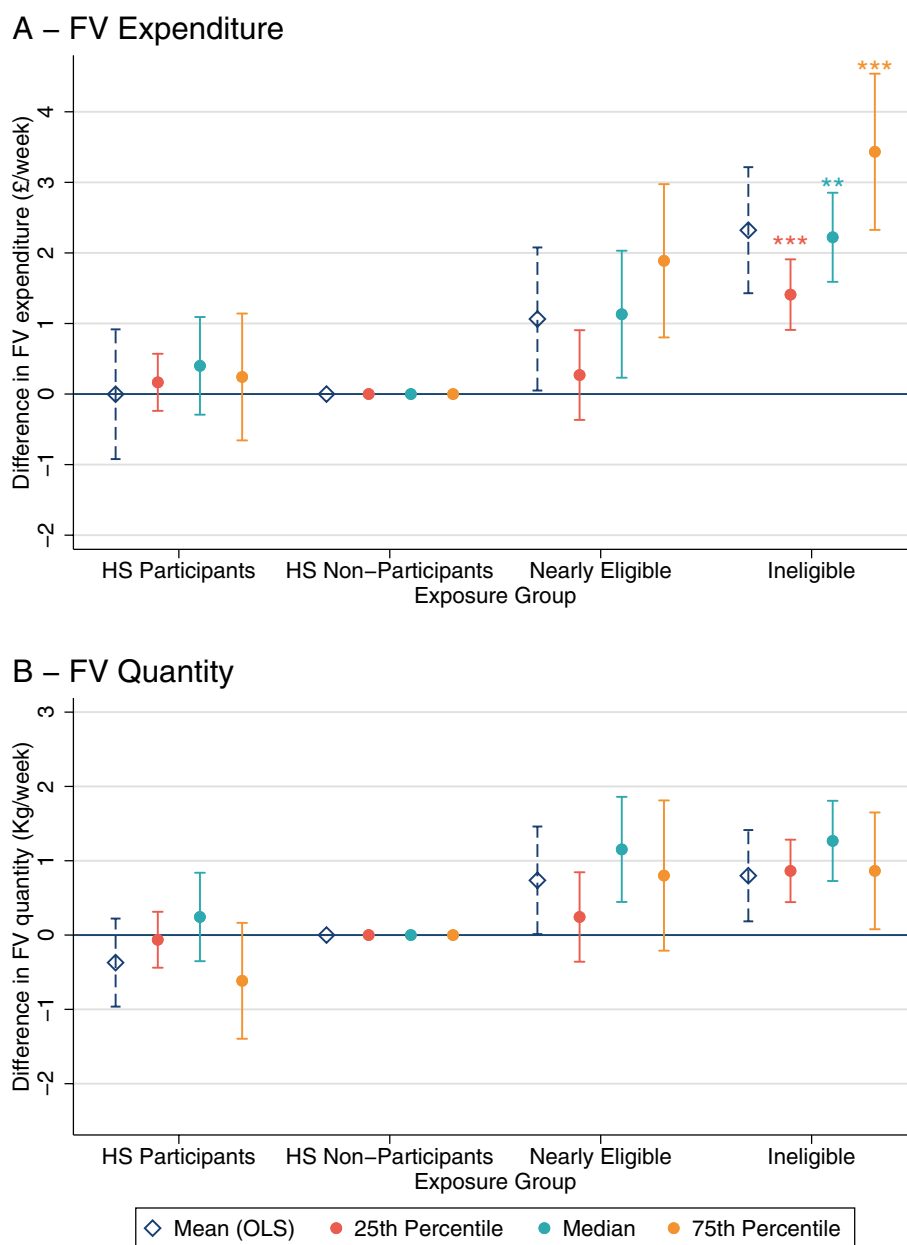 A – FV Expenditure
Difference in FV expenditure (£/week)
4
3
2
1
0
−1
−2
***
**
***
HS Participants HS Non−Participants Nearly Eligible Ineligible
Exposure Group
B – FV Quantity
Difference in FV quantity (Kg/week)
3
2
1
0
−1
−2
HS Participants HS Non−Participants Nearly Eligible Ineligible
Exposure Group
Mean (OLS) 25th Percentile Median 75th Percentile